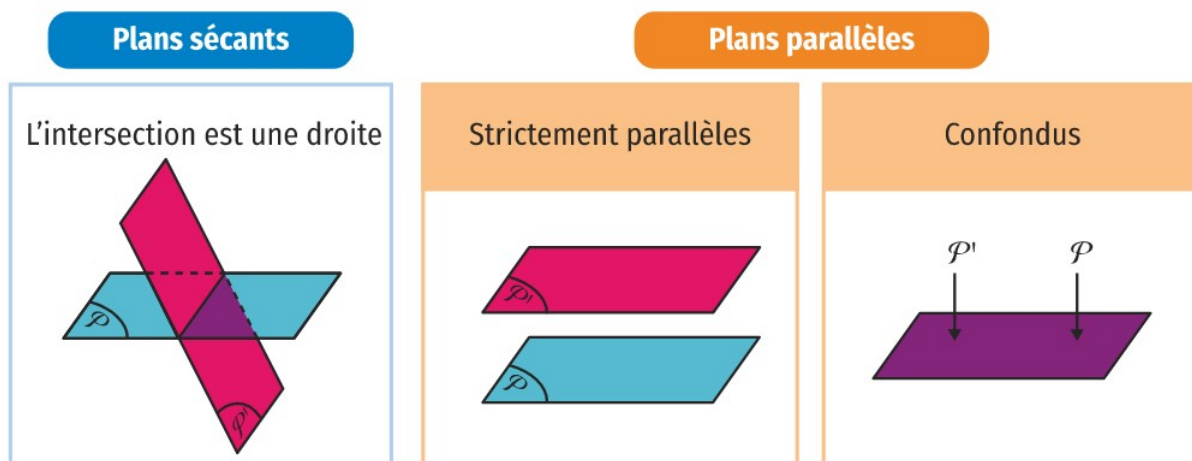 Plans sécants
Plans parallèles
L'intersection est une droite
Strictement parallèles
Confondus
𝒫
𝒫'
𝒫'
𝒫
𝒫'
𝒫